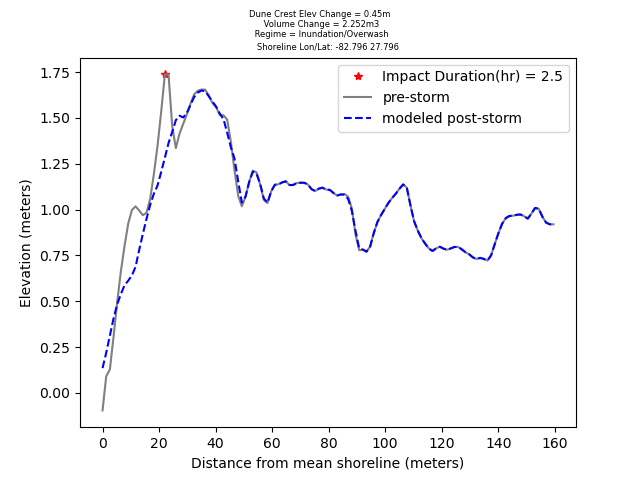 Dune Crest Elev Change = 0.45m
Volume Change = 2.252m3
Regime = Inundation/Overwash
Shoreline Lon/Lat: -82.796 27.796
Impact Duration(hr) = 2.5
pre-storm
modeled post-storm
Elevation (meters)
1.75
1.50
1.25
1.00
0.75
0.50
0.25
0.00
0 20 40 60 80 100 120 140 160
Distance from mean shoreline (meters)